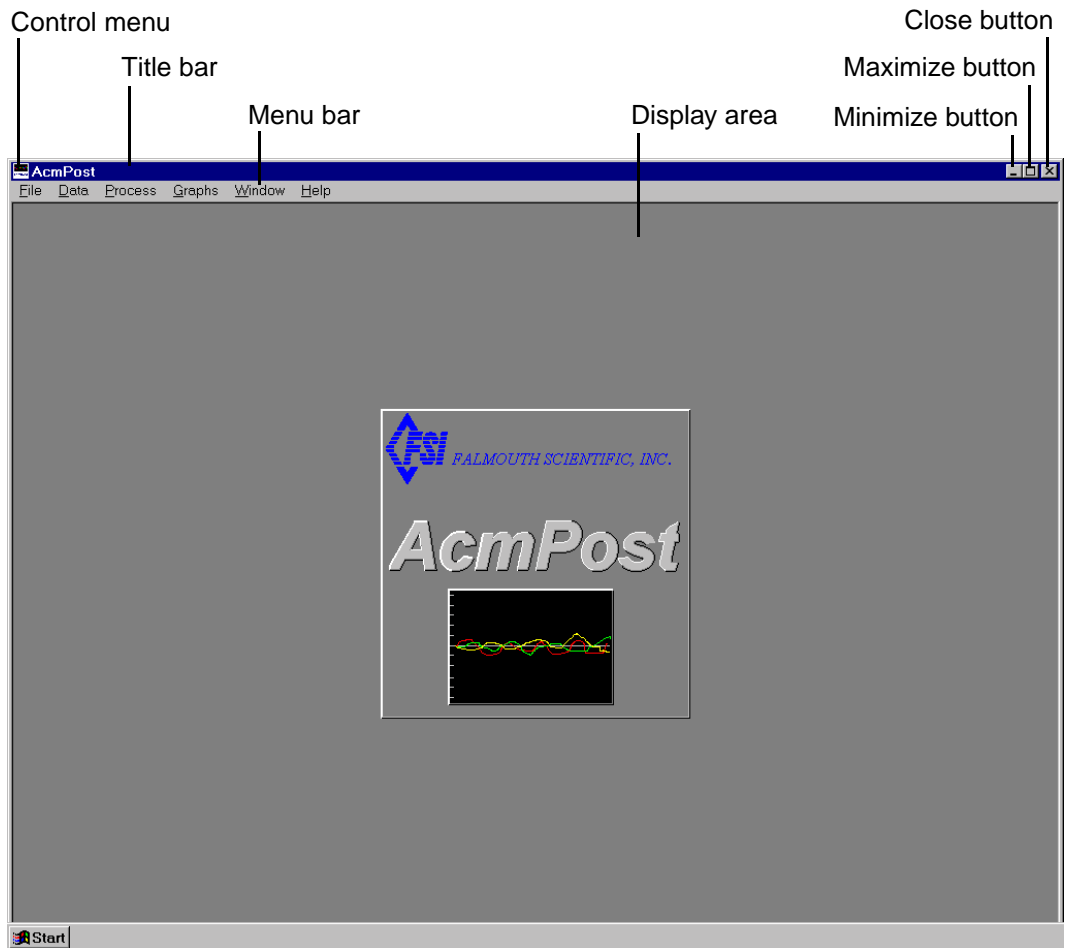 Control menu
Close button
Title bar
Maximize button
Menu bar
Display area
Minimize button
AcmPost
File Data Process Graphs Window Help
FSI FALMOUTH SCIENTIFIC, INC.
AcmPost
Start